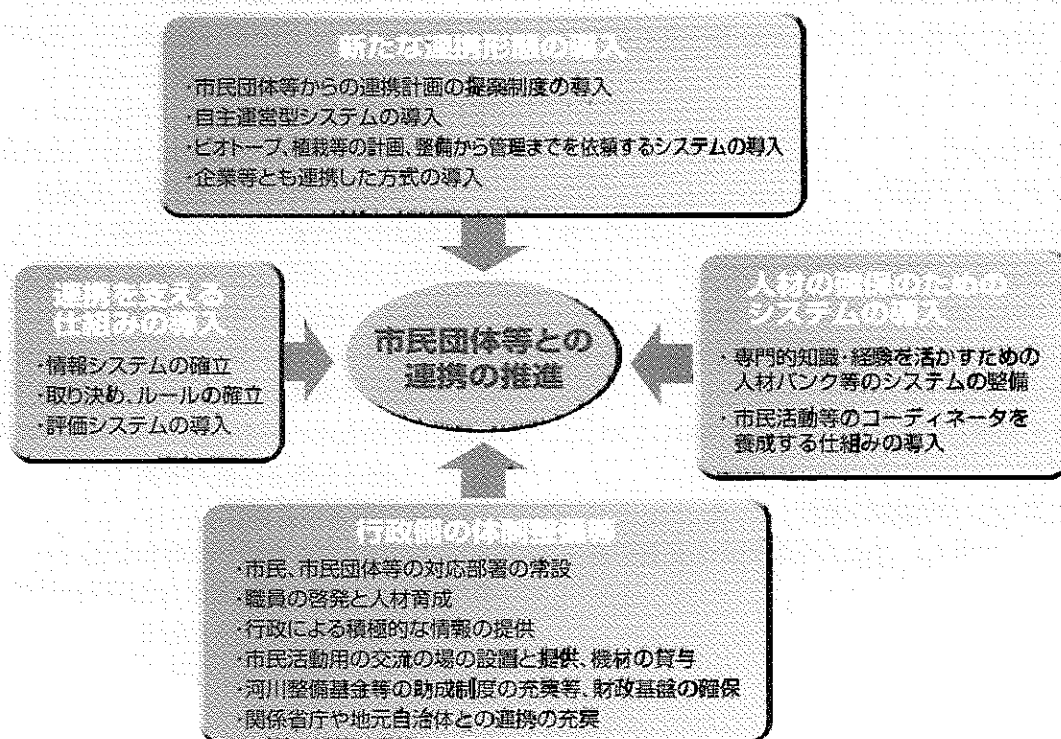 新たな連携形態の導入
・市民団体等からの連携計画の提案制度の導入
・自主運営型システムの導入
・ビオトープ、植栽等の計画、整備から管理までを依頼するシステムの導入
・企業等とも連携した方式の導入
連携を支える
仕組みの導入
・情報システムの確立
・取り決め、ルールの確立
・評価システムの導入
市民団体等との
連携の推進
人材の確保のための
システムの導入
・専門的知識・経験を活かすための
人材バンク等のシステムの整備
・市民活動等のコーディネータを
養成する仕組みの導入
行政側の体制整備
・市民、市民団体等の対応部署の常設
・職員の啓発と人材育成
・行政による積極的な情報の提供
・市民活動用の交流の場の設置と提供、機材の貸与
・河川整備基金等の助成制度の充実等、財政基盤の確保
・関係省庁や地元自治体との連携の充実